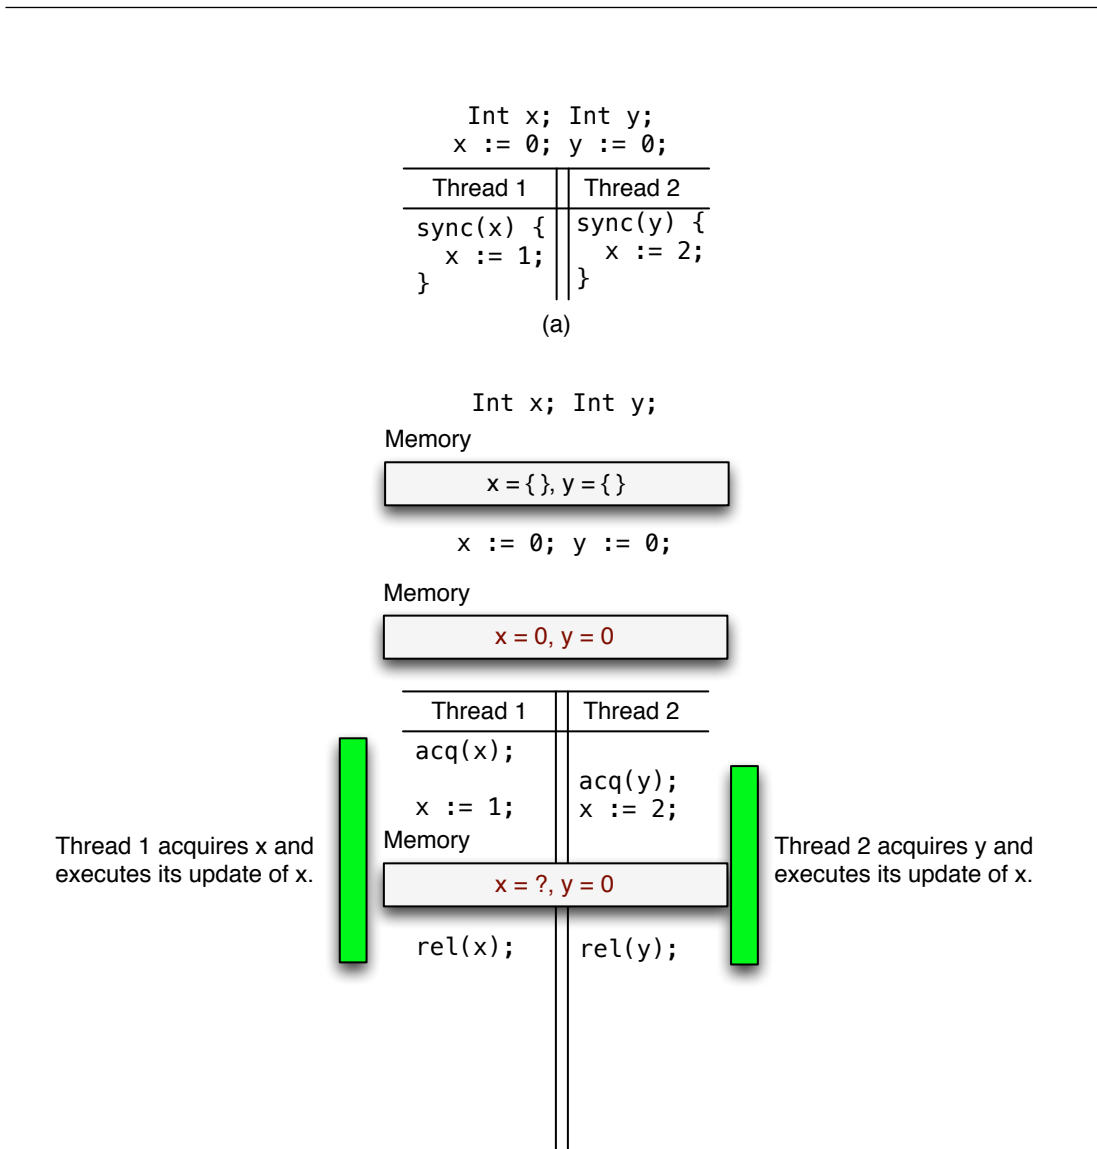 Int x; Int y;
x := 0; y := 0;
Thread 1 Thread 2
sync(x) { sync(y) {
x := 1; x := 2;
} }
(a)
Int x; Int y;
Memory
x = { }, y = { }
x := 0; y := 0;
Memory
x = 0, y = 0
Thread 1 Thread 2
acq(x);
acq(y);
x := 1; x := 2;
Memory
Thread 1 acquires x and
executes its update of x.
x = ?, y = 0
Thread 2 acquires y and
executes its update of x.
rel(x); rel(y);